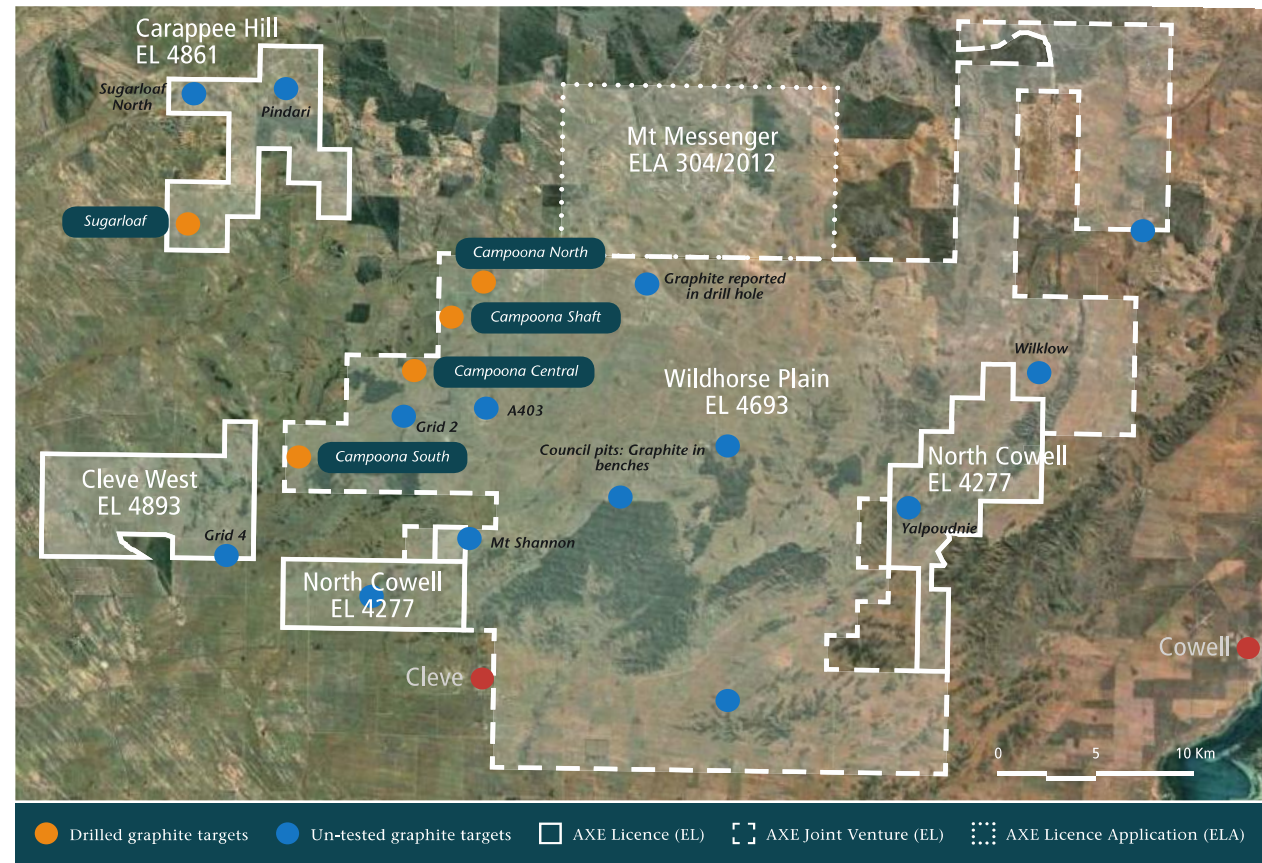 Carappee Hill
EL 4861
Sugarloaf
North
Pindari
Sugarloaf
Mt Messenger
ELA 304/2012
Campoona North
Graphite reported
in drill hole
Campoona Shaft
Campoona Central
Wildhorse Plain
EL 4693
Wilklow
A403
Grid 2
Campoona South
Council pits: Graphite in
benches
North Cowell
EL 4277
Cleve West
EL 4893
Grid 4
Yalpoudnie
Mt Shannon
North Cowell
EL 4277
Cleve
Cowell
0 5 10 Km
Drilled graphite targets Un-tested graphite targets AXE Licence (EL) AXE Joint Venture (EL) AXE Licence Application (ELA)